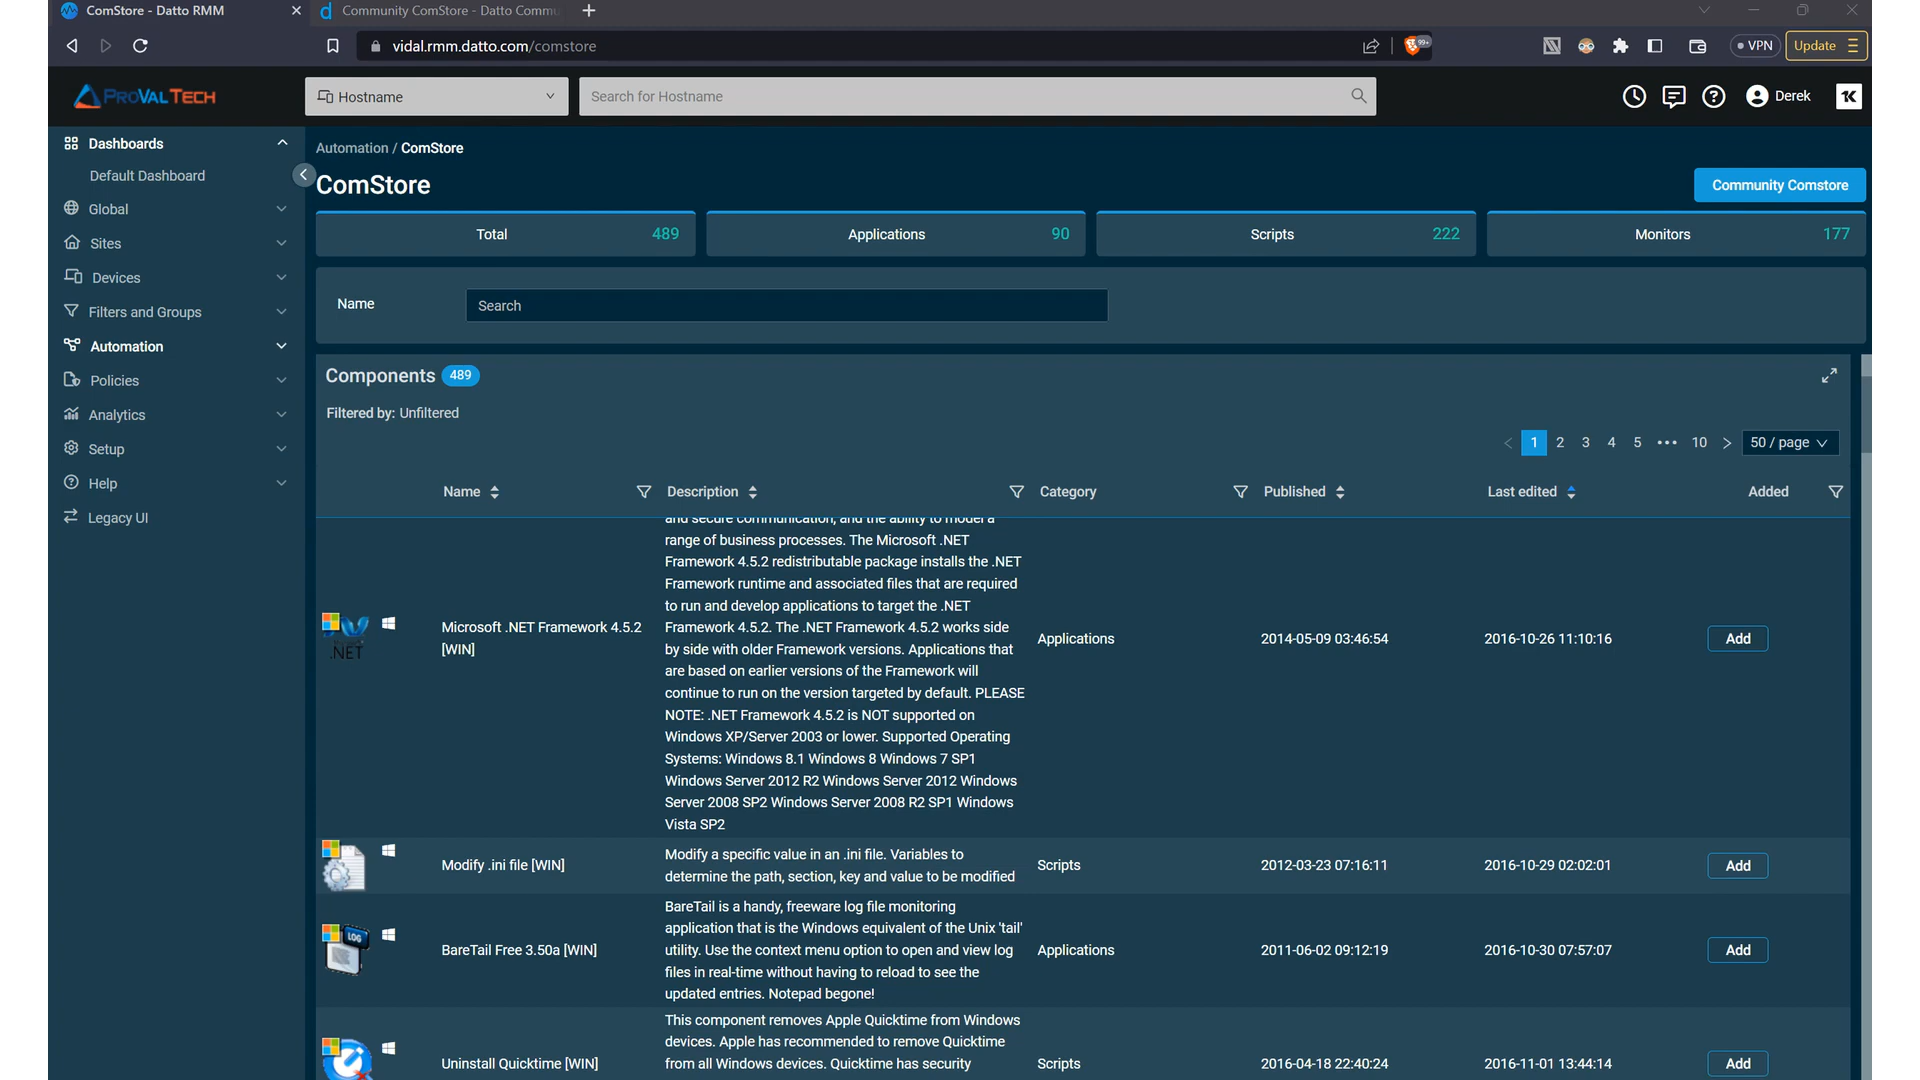 ComStore - Datto RMM
Community ComStore - Datto Commu
vidal.rmm.datto.com/comstore
99+
VPN
Update
PROVALTECH
Hostname
Search for Hostname
Derek
K
Dashboards
Default Dashboard
Global
Sites
Devices
Filters and Groups
Automation
Policies
Analytics
Setup
Help
Legacy UI
Automation / ComStore
ComStore
Community Comstore
Total 489
Applications 90
Scripts 222
Monitors 177
Name
Search
Components 489
Filtered by: Unfiltered
1 2 3 4 5 ••• 10
50 / page
Name Description Category Published Last edited Added
and secure communication, and the ability to model a
range of business processes. The Microsoft .NET
Framework 4.5.2 redistributable package installs the .NET
Framework runtime and associated files that are required
to run and develop applications to target the .NET
Framework 4.5.2. The .NET Framework 4.5.2 works side
by side with older Framework versions. Applications that
are based on earlier versions of the Framework will
continue to run on the version targeted by default. PLEASE
NOTE: .NET Framework 4.5.2 is NOT supported on
Windows XP/Server 2003 or lower. Supported Operating
Systems: Windows 8.1 Windows 8 Windows 7 SP1
Windows Server 2012 R2 Windows Server 2012 Windows
Server 2008 SP2 Windows Server 2008 R2 SP1 Windows
Vista SP2
.NET
Microsoft .NET Framework 4.5.2
[WIN]
Applications
2014-05-09 03:46:54
2016-10-26 11:10:16
Add
Modify .ini file [WIN]
Modify a specific value in an .ini file. Variables to
determine the path, section, key and value to be modified
Scripts
2012-03-23 07:16:11
2016-10-29 02:02:01
Add
LOG
BareTail Free 3.50a [WIN]
BareTail is a handy, freeware log file monitoring
application that is the Windows equivalent of the Unix 'tail'
utility. Use the context menu option to open and view log
files in real-time without having to reload to see the
updated entries. Notepad begone!
Applications
2011-06-02 09:12:19
2016-10-30 07:57:07
Add
Uninstall Quicktime [WIN]
This component removes Apple Quicktime from Windows
devices. Apple has recommended to remove Quicktime
from all Windows devices. Quicktime has security
Scripts
2016-04-18 22:40:24
2016-11-01 13:44:14
Add